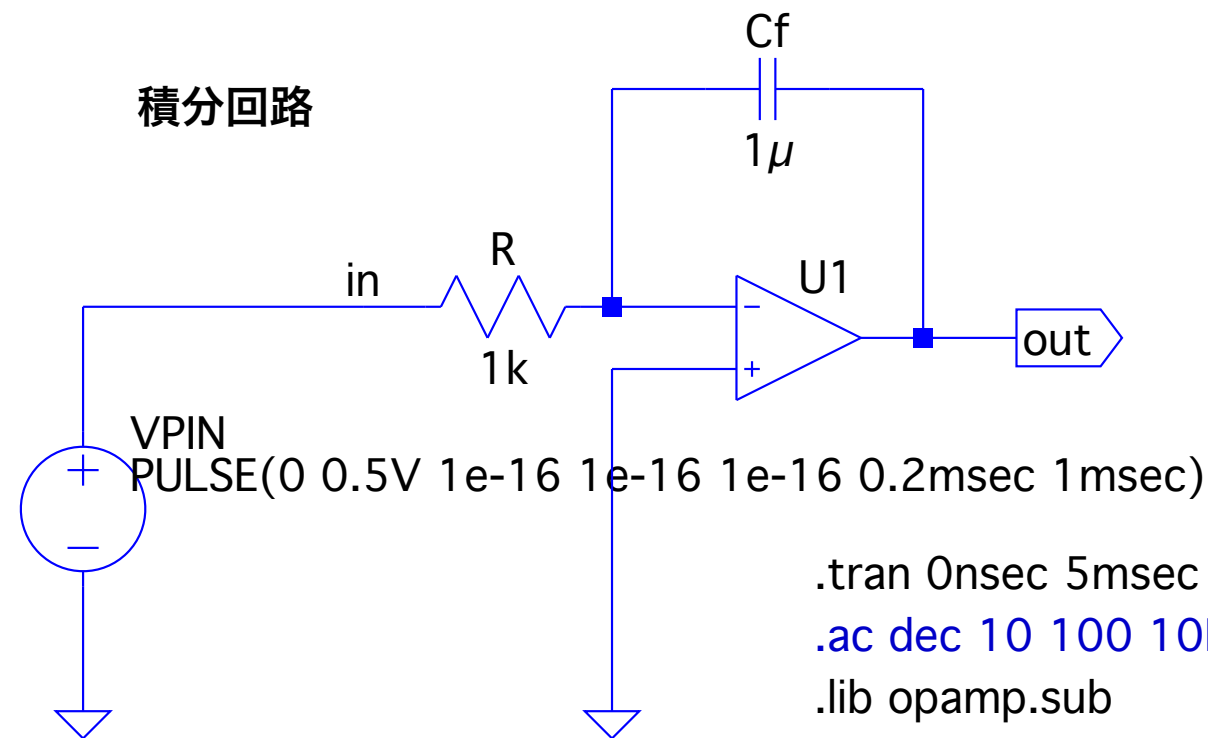 Cf
積分回路
1µ
R
in
U1
1k
out
VPIN
PULSE(0 0.5V 1e-16 1e-16 1e-16 0.2msec 1msec)
.tran 0nsec 5msec
.ac dec 10 100
.lib opamp.sub